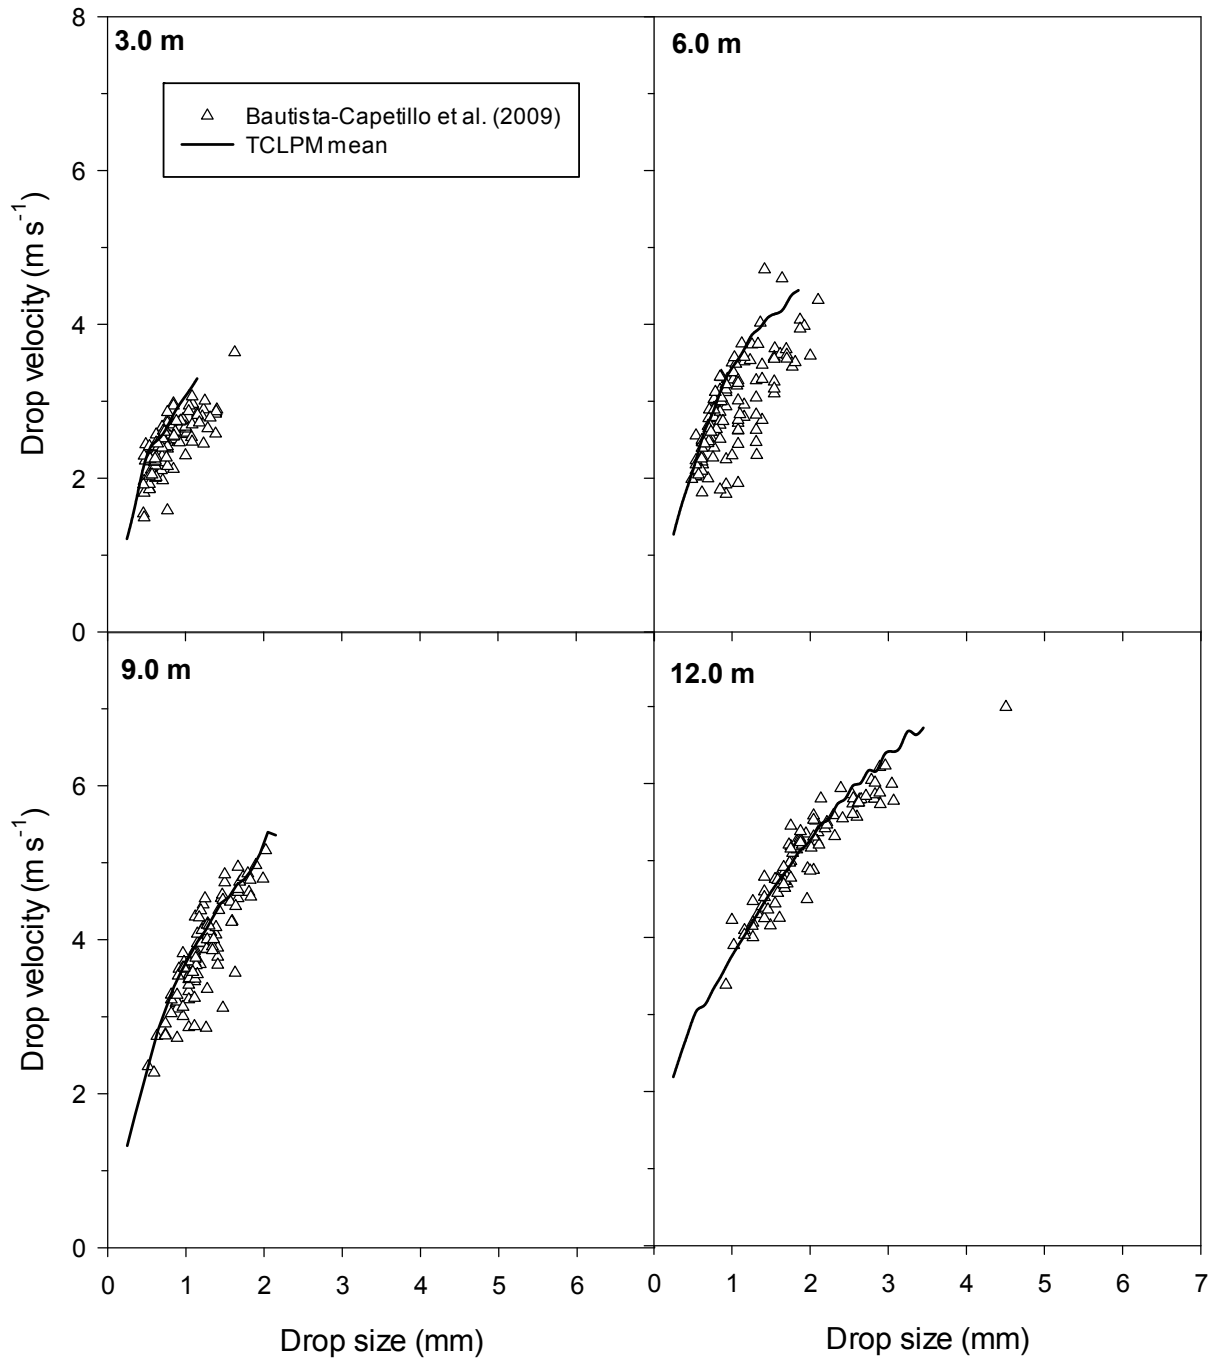 8
3.0 m
6.0 m
Bautista-Capetillo et al. (2009)
TCLPM mean
6
4
2
0
Drop velocity (m s-1)
9.0 m
12.0 m
6
4
2
0
Drop velocity (m s-1)
0 1 2 3 4 5 6
0 1 2 3 4 5 6 7
Drop size (mm)
Drop size (mm)